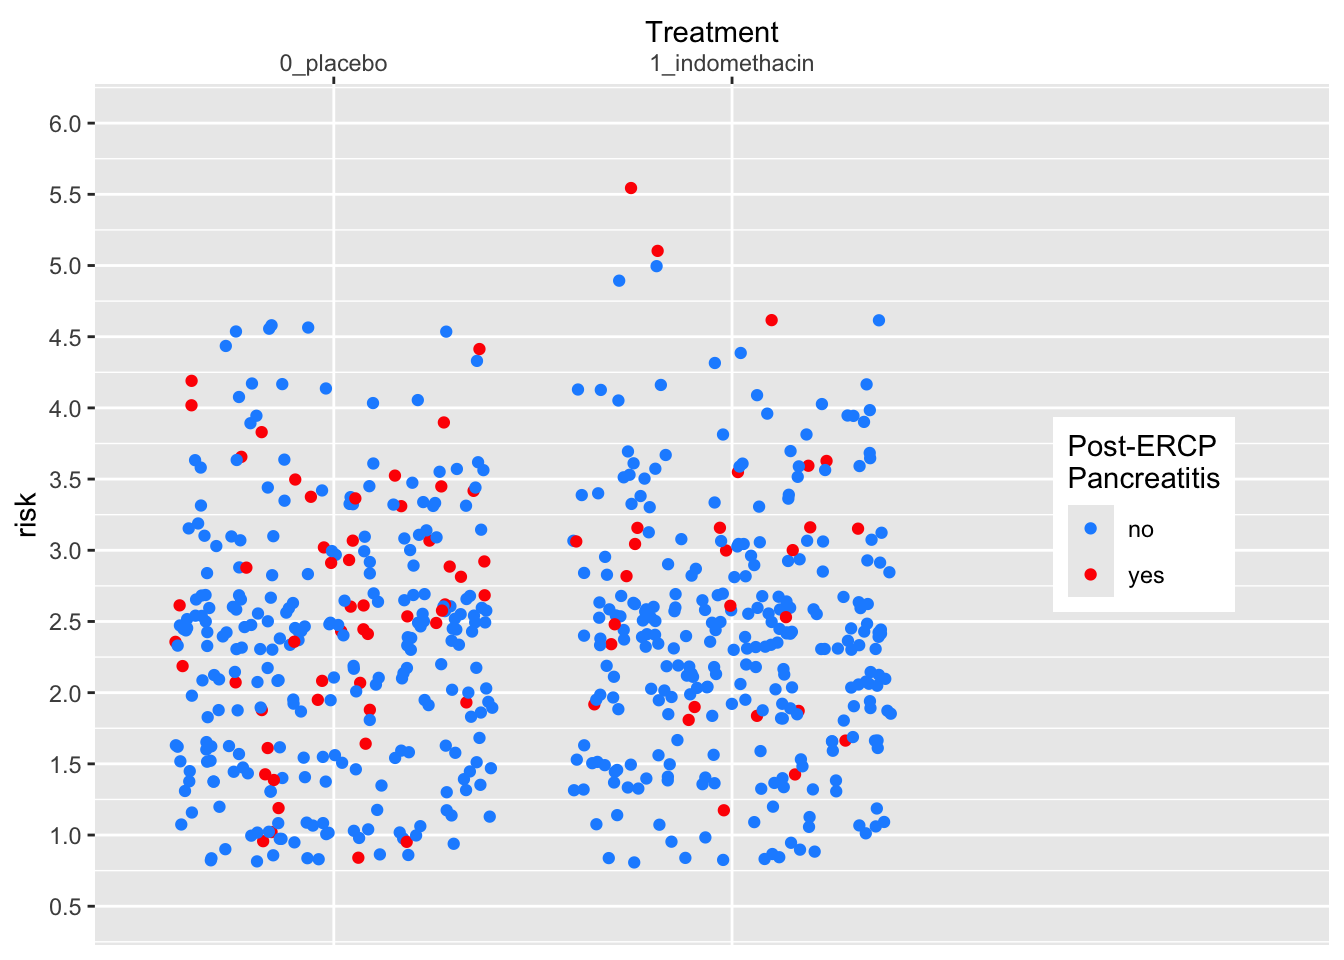 Treatment
0_placebo
1_indomethacin
6.0
5.5
5.0
4.5
4.0
3.5
3.0
2.5
2.0
1.5
1.0
0.5
risk
Post-ERCP
Pancreatitis
no
yes